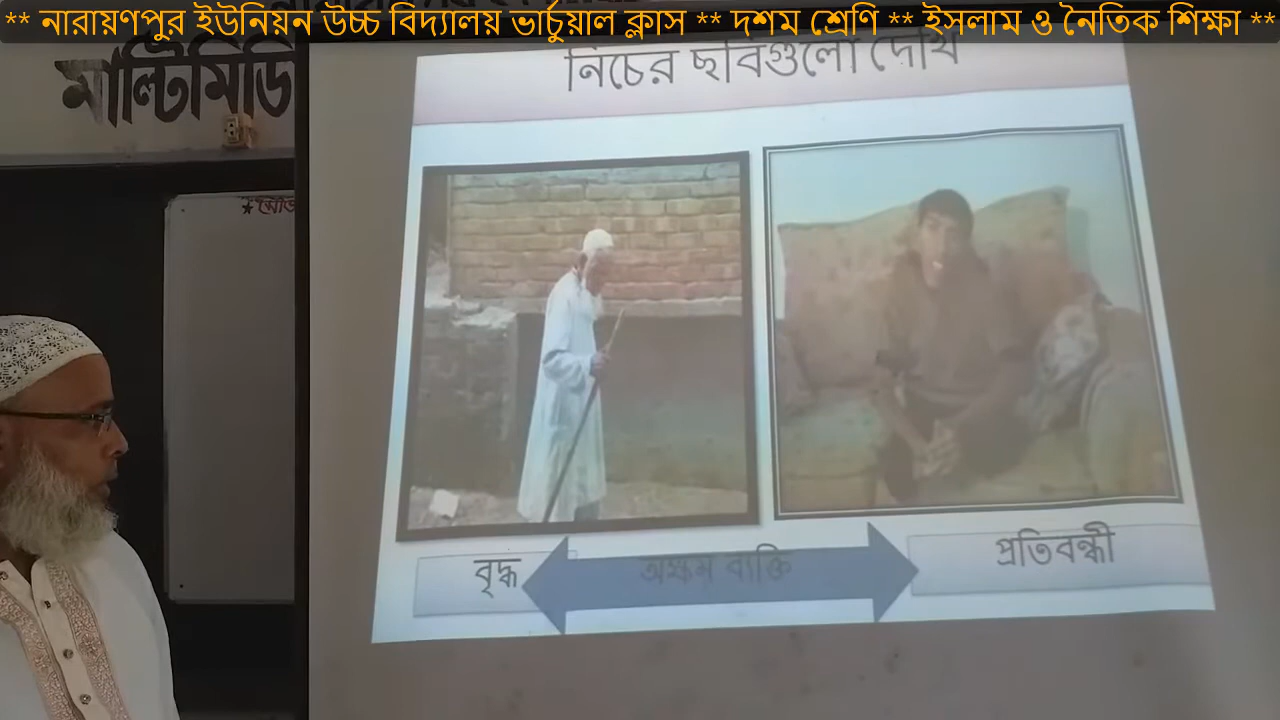 ** নারায়ণপুর ইউনিয়ন উচ্চ বিদ্যালয় ভার্চুয়াল ক্লাস ** দশম শ্রেণি ** ইসলাম ও নৈতিক শিক্ষা **
মাল্টিমিডি
নিচের ছবিগুলো দেখি
বৃদ্ধ
অক্ষম ব্যক্তি
প্রতিবন্ধী